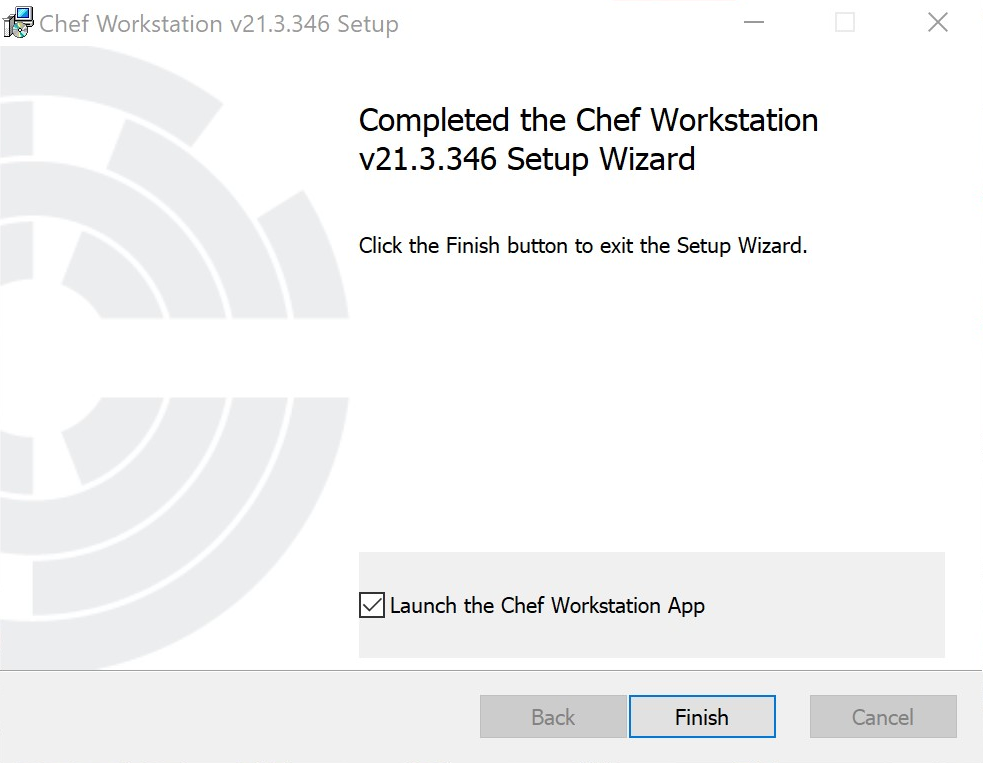 Chef Workstation v21.3.346 Setup
Completed the Chef Workstation
v21.3.346 Setup Wizard
Click the Finish button to exit the Setup Wizard.
Launch the Chef Workstation App
Back
Finish
Cancel